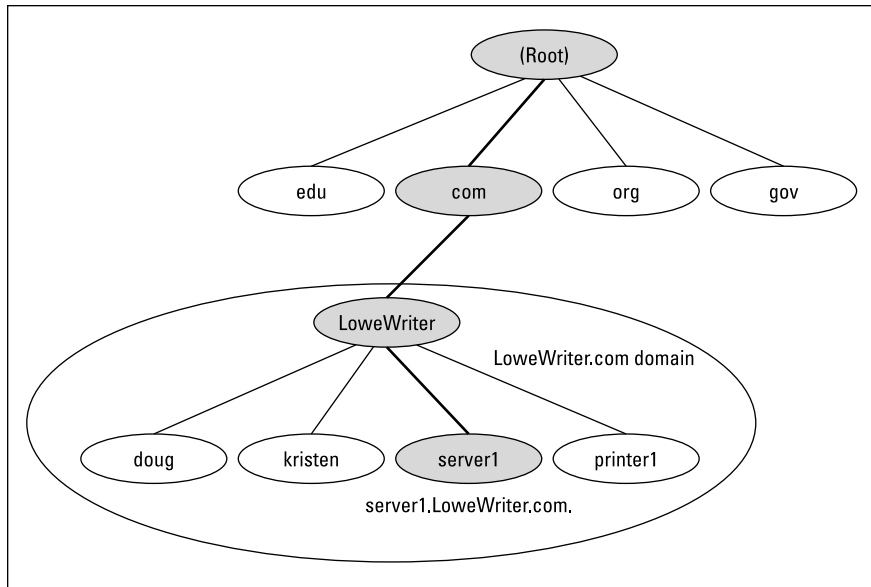 (Root)
edu
com
org
gov
LoweWriter
LoweWriter.com domain
doug
kristen
server1
printer1
server1.LoweWriter.com.